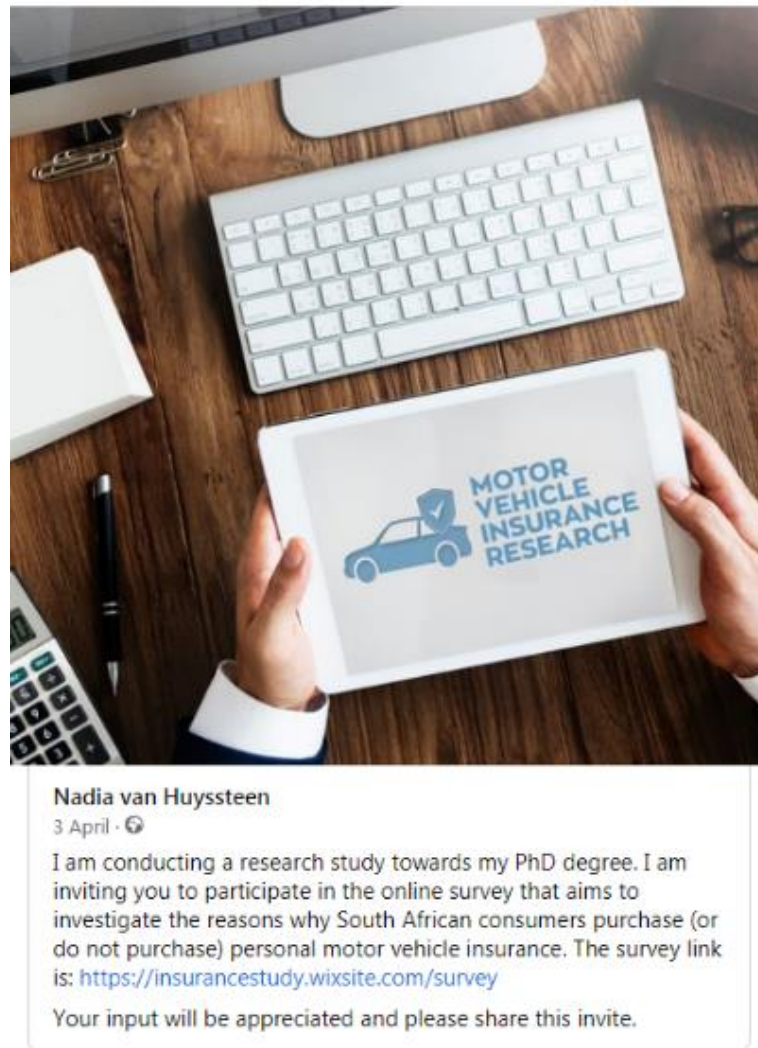 MOTOR
VEHICLE
INSURANCE
RESEARCH
Nadia van Huyssteen
3 April ·
I am conducting a research study towards my PhD degree. I am
inviting you to participate in the online survey that aims to
investigate the reasons why South African consumers purchase (or
do not purchase) personal motor vehicle insurance. The survey link
is: https://insurancestudy.wixsite.com/survey
Your input will be appreciated and please share this invite.